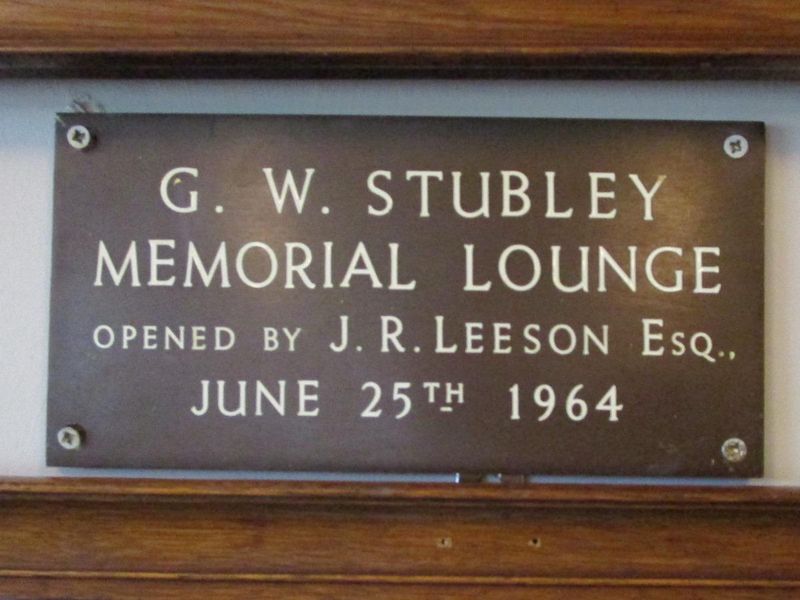 G. W. STUBLEY
MEMORIAL LOUNGE
OPENED BY J. R. LEESON ESQ.,
JUNE 25TH 1964